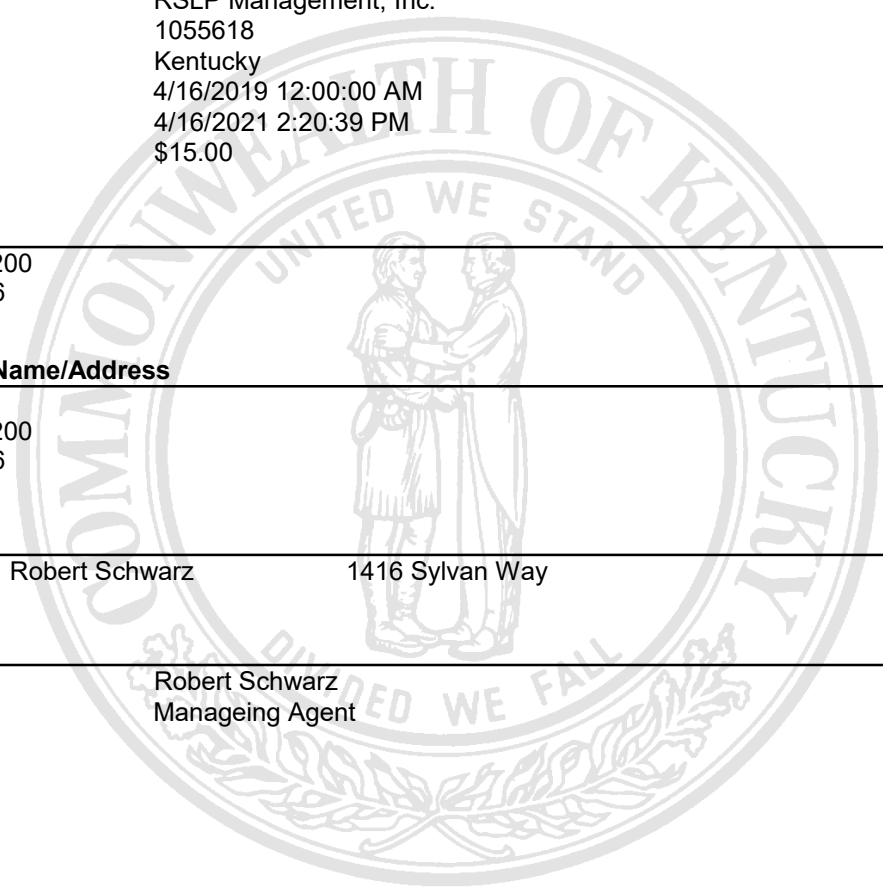 RSLP Management, Inc.
1055618
Kentucky
4/16/2019 12:00:00 AM
4/16/2021 2:20:39 PM
$15.00
COMMONWEALTH OF KENTUCKY
UNITED WE STAND
200
6
Name/Address
200
6
Robert Schwarz 1416 Sylvan Way
Robert Schwarz
Manageing Agent
DIVIDED WE FALL